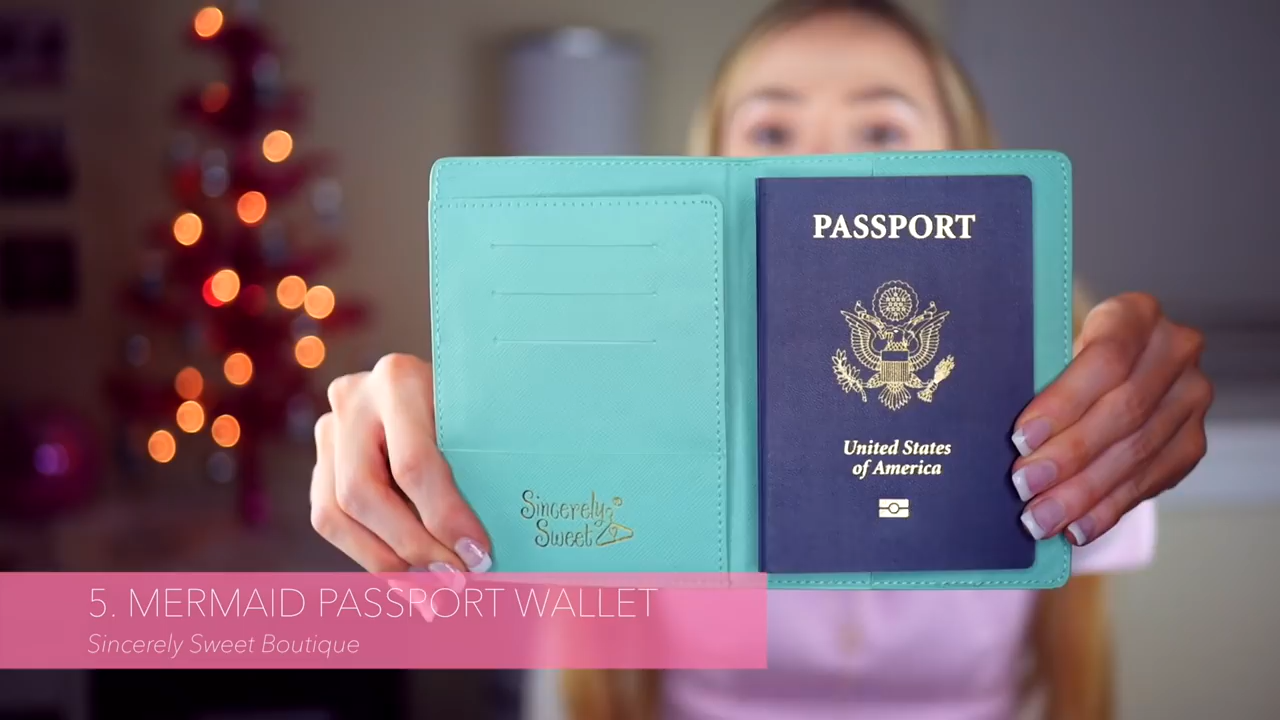 PASSPORT
United States
of America
Sincerely
Sweet
5. MERMAID PASSPORT WALLET
Sincerely Sweet Boutique